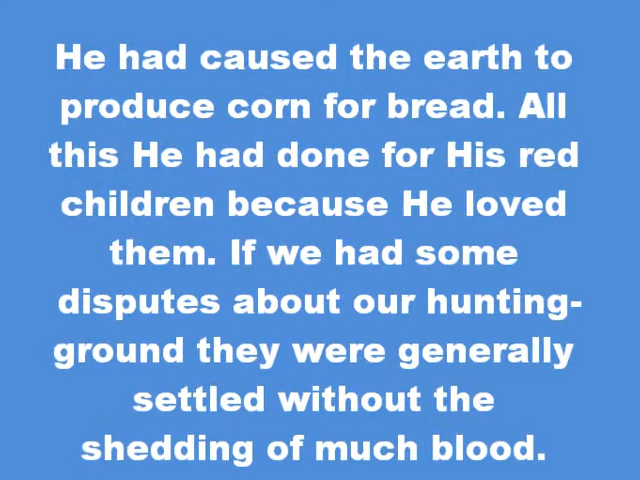 He had caused the earth to
produce corn for bread. All
this He had done for His red
children because He loved
them. If we had some
disputes about our hunting-
ground they were generally
settled without the
shedding of much blood.